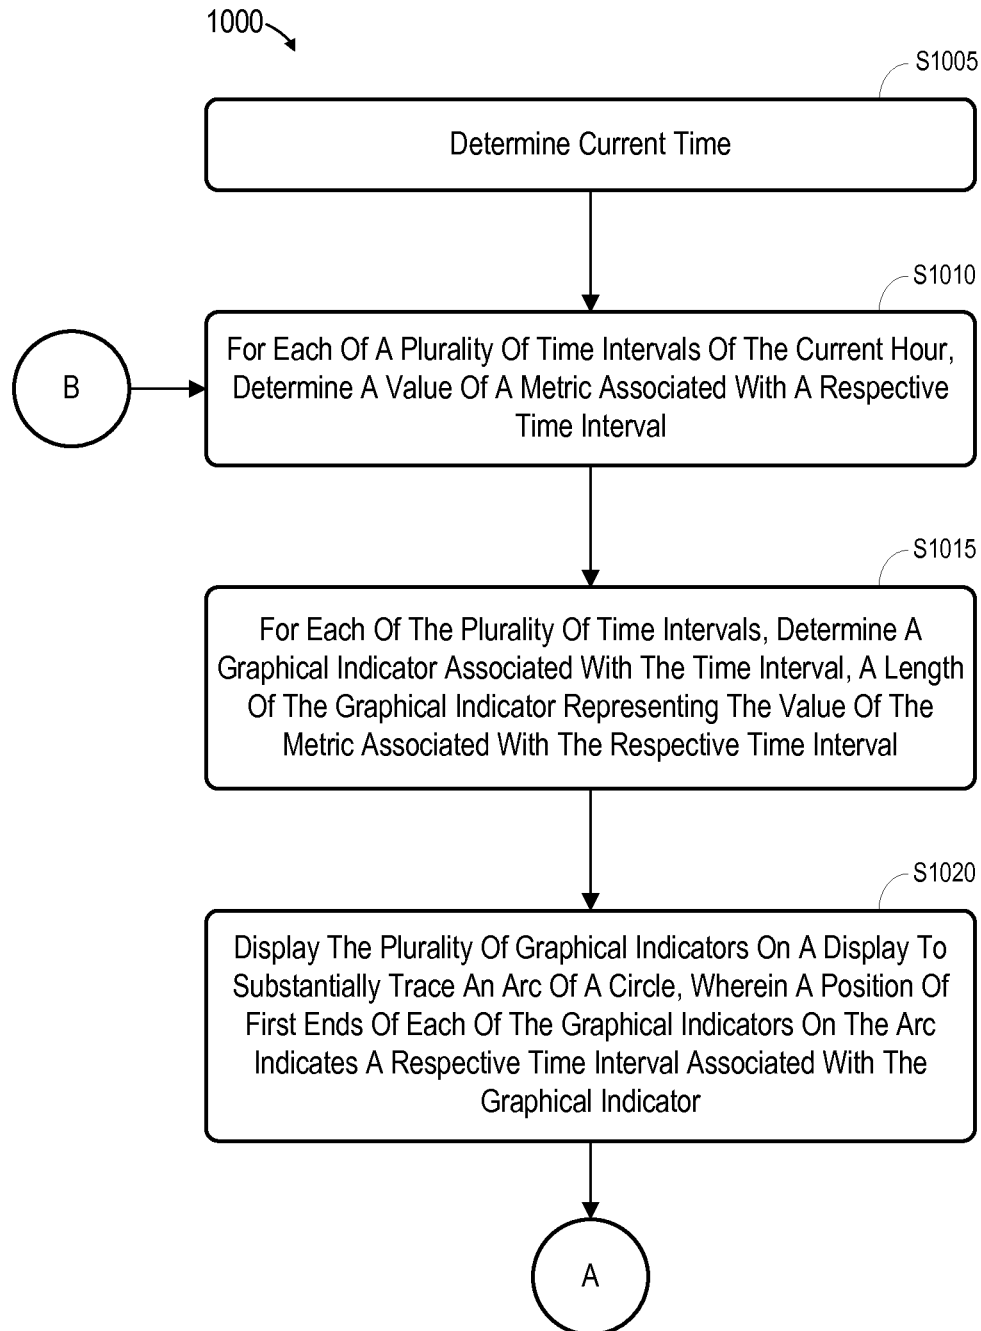 1000
S1005
Determine Current Time
S1010
For Each Of A Plurality Of Time Intervals Of The Current Hour,
Determine A Value Of A Metric Associated With A Respective
Time Interval
B
S1015
For Each Of The Plurality Of Time Intervals, Determine A
Graphical Indicator Associated With The Time Interval, A Length
Of The Graphical Indicator Representing The Value Of The
Metric Associated With The Respective Time Interval
S1020
Display The Plurality Of Graphical Indicators On A Display To
Substantially Trace An Arc Of A Circle, Wherein A Position Of
First Ends Of Each Of The Graphical Indicators On The Arc
Indicates A Respective Time Interval Associated With The
Graphical Indicator
A